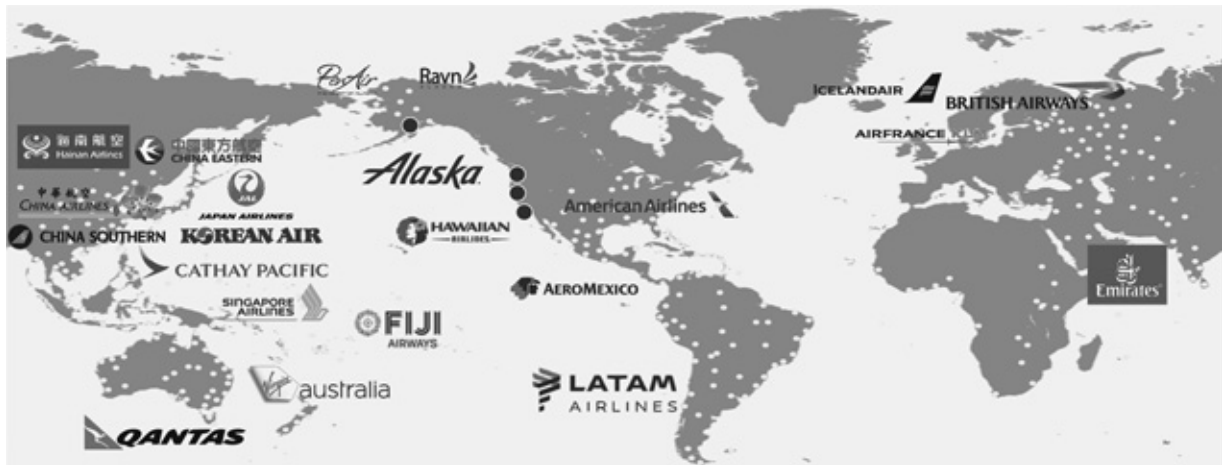 PenAir
Ravn
ALASKA
ICELANDAIR
BRITISH AIRWAYS
AIRFRANCE KLM
海南航空
Hainan Airlines
中國東方航空
CHINA EASTERN
Alaska
中華航空
CHINA AIRLINES
JAL
JAPAN AIRLINES
American Airlines
CHINA SOUTHERN
KOREAN AIR
HAWAIIAN
AIRLINES
CATHAY PACIFIC
Emirates
AEROMEXICO
SINGAPORE
AIRLINES
FIJI
AIRWAYS
australia
LATAM
AIRLINES
QANTAS